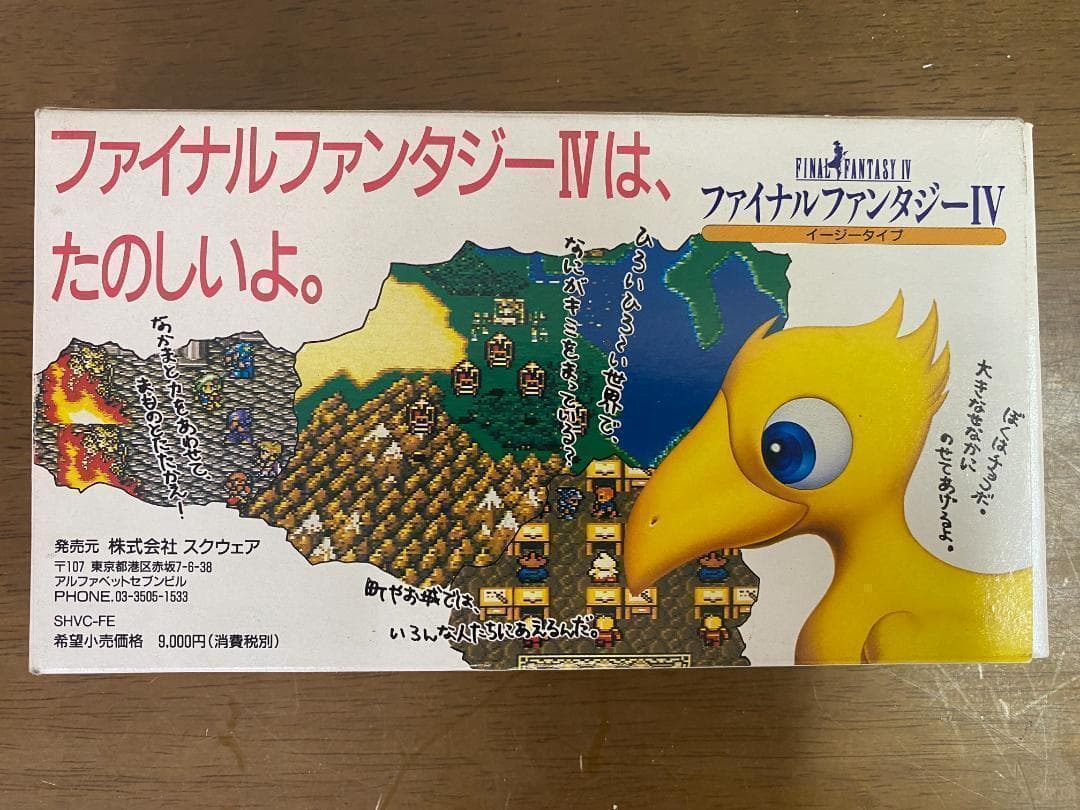 ファイナルファンタジーIVは、
たのしいよ。
FINAL FANTASY IV
ファイナルファンタジーIV
イージータイプ
ひろいひろ〜い世界で、
なにがキミをまっている？
なかまと力をあわせて、
おおものとたたかえー！
ぼくはチョコボだ。
大きなせなかに
のせてあげるよ。
町やお城では、
いろんな人たちにあえるんだ。
発売元 株式会社 スクウェア
〒107 東京都港区赤坂7-6-38
アルファベットセブンビル
PHONE.03-3505-1533
SHVC-FE
希望小売価格 9,000円(消費税別)